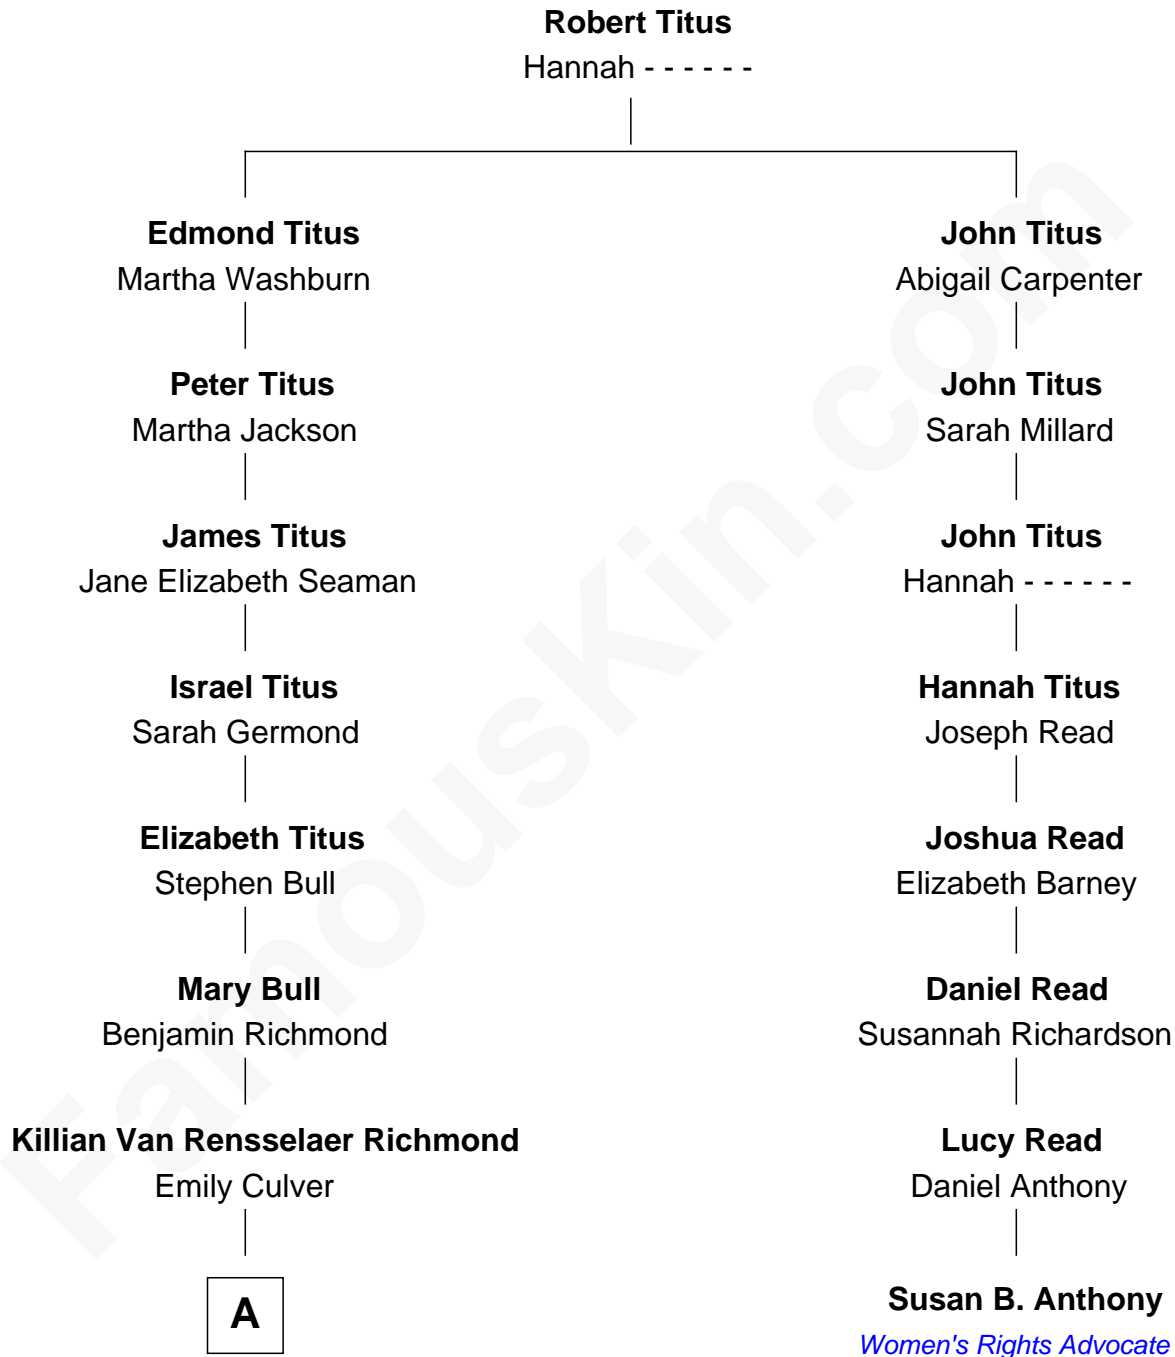 Robert Titus
Hannah - - - - - -
Edmond Titus
Martha Washburn
John Titus
Abigail Carpenter
Peter Titus
Martha Jackson
John Titus
Sarah Millard
James Titus
Jane Elizabeth Seaman
John Titus
Hannah - - - - - -
Israel Titus
Sarah Germond
Hannah Titus
Joseph Read
Elizabeth Titus
Stephen Bull
Joshua Read
Elizabeth Barney
Mary Bull
Benjamin Richmond
Daniel Read
Susannah Richardson
Killian Van Rensselaer Richmond
Emily Culver
Lucy Read
Daniel Anthony
A
Susan B. Anthony
Women's Rights Advocate
FamousKin.com